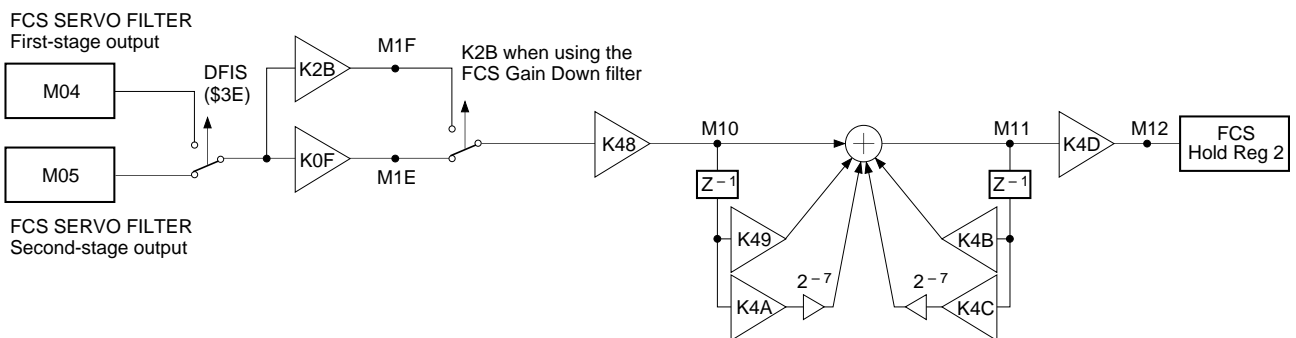 FCS SERVO FILTER
First-stage output
M04
DFIS
($3E)
M05
FCS SERVO FILTER
Second-stage output
K2B
M1F
K0F
M1E
K2B when using the
FCS Gain Down filter
K48
M10
Z – 1
K49
K4A
2 – 7
M11
Z – 1
K4B
2 – 7
K4C
K4D
M12
FCS
Hold Reg 2